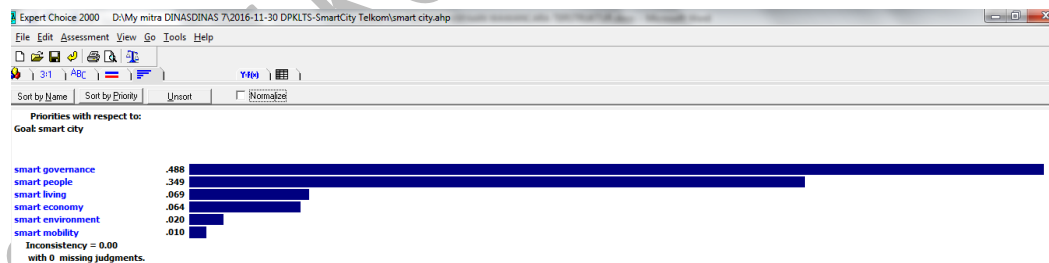 Expert Choice 2000 D:\My mitra DINASDINAS 7\2016-11-30 DPKLTS-SmartCity Telkom\smart city.ahp
File Edit Assessment View Go Tools Help
3:1 ABC Y=f(x)
Sort by Name Sort by Priority Unsort Normalize
Priorities with respect to:
Goal: smart city
smart governance .488
smart people .349
smart living .069
smart economy .064
smart environment .020
smart mobility .010
Inconsistency = 0.00
with 0 missing judgments.